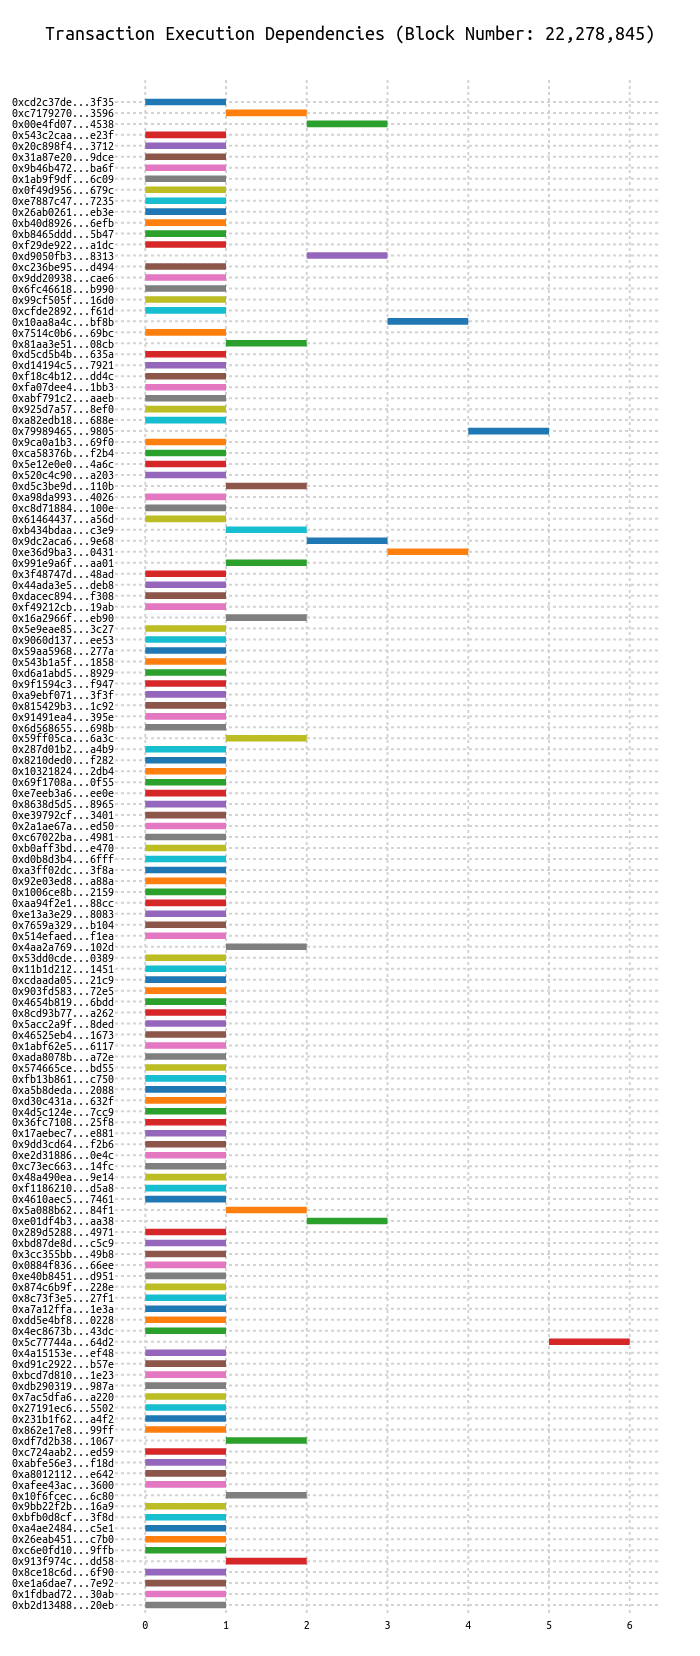 Transaction Execution Dependencies (Block Number: 22,278,845)
0xcd2c37de...3f35
0xc7179270...3596
0x00e4fd07...4538
0x543c2caa...e23f
0x20c898f4...3712
0x31a87e20...9dce
0x9b46b472...ba6f
0x1ab9f9df...6c09
0x0f49d956...679c
0xe7887c47...7235
0x26ab0261...eb3e
0xb40d8926...6efb
0xb8465ddd...5b47
0xf29de922...a1dc
0xd9050fb3...8313
0xc236be95...d494
0x9dd20938...cae6
0x6fc46618...b990
0x99cf505f...16d0
0xcfde2892...f61d
0x10aa8a4c...bf8b
0x7514c0b6...69bc
0x81aa3e51...08cb
0xd5cd5b4b...635a
0xd14194c5...7921
0xf18c4b12...dd4c
0xfa07dee4...1bb3
0xabf791c2...aaeb
0x925d7a57...8ef0
0xa82edb18...688e
0x79989465...9805
0x9ca0a1b3...69f0
0xca58376b...f2b4
0x5e12e0e0...4a6c
0x520c4c90...a203
0xd5c3be9d...110b
0xa98da993...4026
0xc8d71884...100e
0x61464437...a56d
0xb434bdaa...c3e9
0x9dc2aca6...9e68
0xe36d9ba3...0431
0x991e9a6f...aa01
0x3f48747d...48ad
0x44ada3e5...deb8
0xdacec894...f308
0xf49212cb...19ab
0x16a2966f...eb90
0x5e9eae85...3c27
0x9060d137...ee53
0x59aa5968...277a
0x543b1a5f...1858
0xd6a1abd5...8929
0x9f1594c3...f947
0xa9ebf071...3f3f
0x815429b3...1c92
0x91491ea4...395e
0x6d568655...698b
0x59ff05ca...6a3c
0x287d01b2...a4b9
0x8210ded0...f282
0x10321824...2db4
0x69f1708a...0f55
0xe7eeb3a6...ee0e
0x8638d5d5...8965
0xe39792cf...3401
0x2a1ae67a...ed50
0xc67022ba...4981
0xb0aff3bd...e470
0xd0b8d3b4...6fff
0xa3ff02dc...3f8a
0x92e03ed8...a88a
0x1006ce8b...2159
0xaa94f2e1...88cc
0xe13a3e29...8083
0x7659a329...b104
0x514efaed...f1ea
0x4aa2a769...102d
0x53dd0cde...0389
0x11b1d212...1451
0xcdaada05...21c9
0x903fd583...72e5
0x4654b819...6bdd
0x8cd93b77...a262
0x5acc2a9f...8ded
0x46525eb4...1673
0x1abf62e5...6117
0xada8078b...a72e
0x574665ce...bd55
0xfb13b861...c750
0xa5b8deda...2088
0xd30c431a...632f
0x4d5c124e...7cc9
0x36fc7108...25f8
0x17aebec7...e881
0x9dd3cd64...f2b6
0xe2d31886...0e4c
0xc73ec663...14fc
0x48a490ea...9e14
0xf1186210...d5a8
0x4610aec5...7461
0x5a088b62...84f1
0xe01df4b3...aa38
0x289d5288...4971
0xbd87de8d...c5c9
0x3cc355bb...49b8
0x0884f836...66ee
0xe40b8451...d951
0x874c6b9f...228e
0x8c73f3e5...27f1
0xa7a12ffa...1e3a
0xdd5e4bf8...0228
0x4ec8673b...43dc
0x5c77744a...64d2
0x4a15153e...ef48
0xd91c2922...b57e
0xbcd7d810...1e23
0xdb290319...987a
0x7ac5dfa6...a220
0x27191ec6...5502
0x231b1f62...a4f2
0x862e17e8...99ff
0xdf7d2b38...1067
0xc724aab2...ed59
0xabfe56e3...f18d
0xa8012112...e642
0xafee43ac...3600
0x10f6fcec...6c80
0x9bb22f2b...16a9
0xbfb0d8cf...3f8d
0xa4ae2484...c5e1
0x26eab451...c7b0
0xc6e0fd10...9ffb
0x913f974c...dd58
0x8ce18c6d...6f90
0xe1a6dae7...7e92
0x1fdbad72...30ab
0xb2d13488...20eb
0 1 2 3 4 5 6